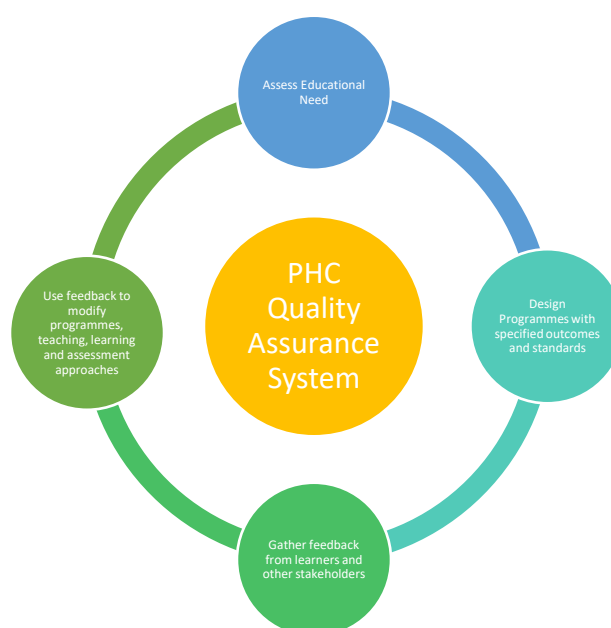 Assess Educational
Need
PHC
Quality
Assurance
System
Design
Programmes with
specified outcomes
and standards
Gather feedback
from learners and
other stakeholders
Use feedback to
modify
programmes,
teaching, learning
and assessment
approaches